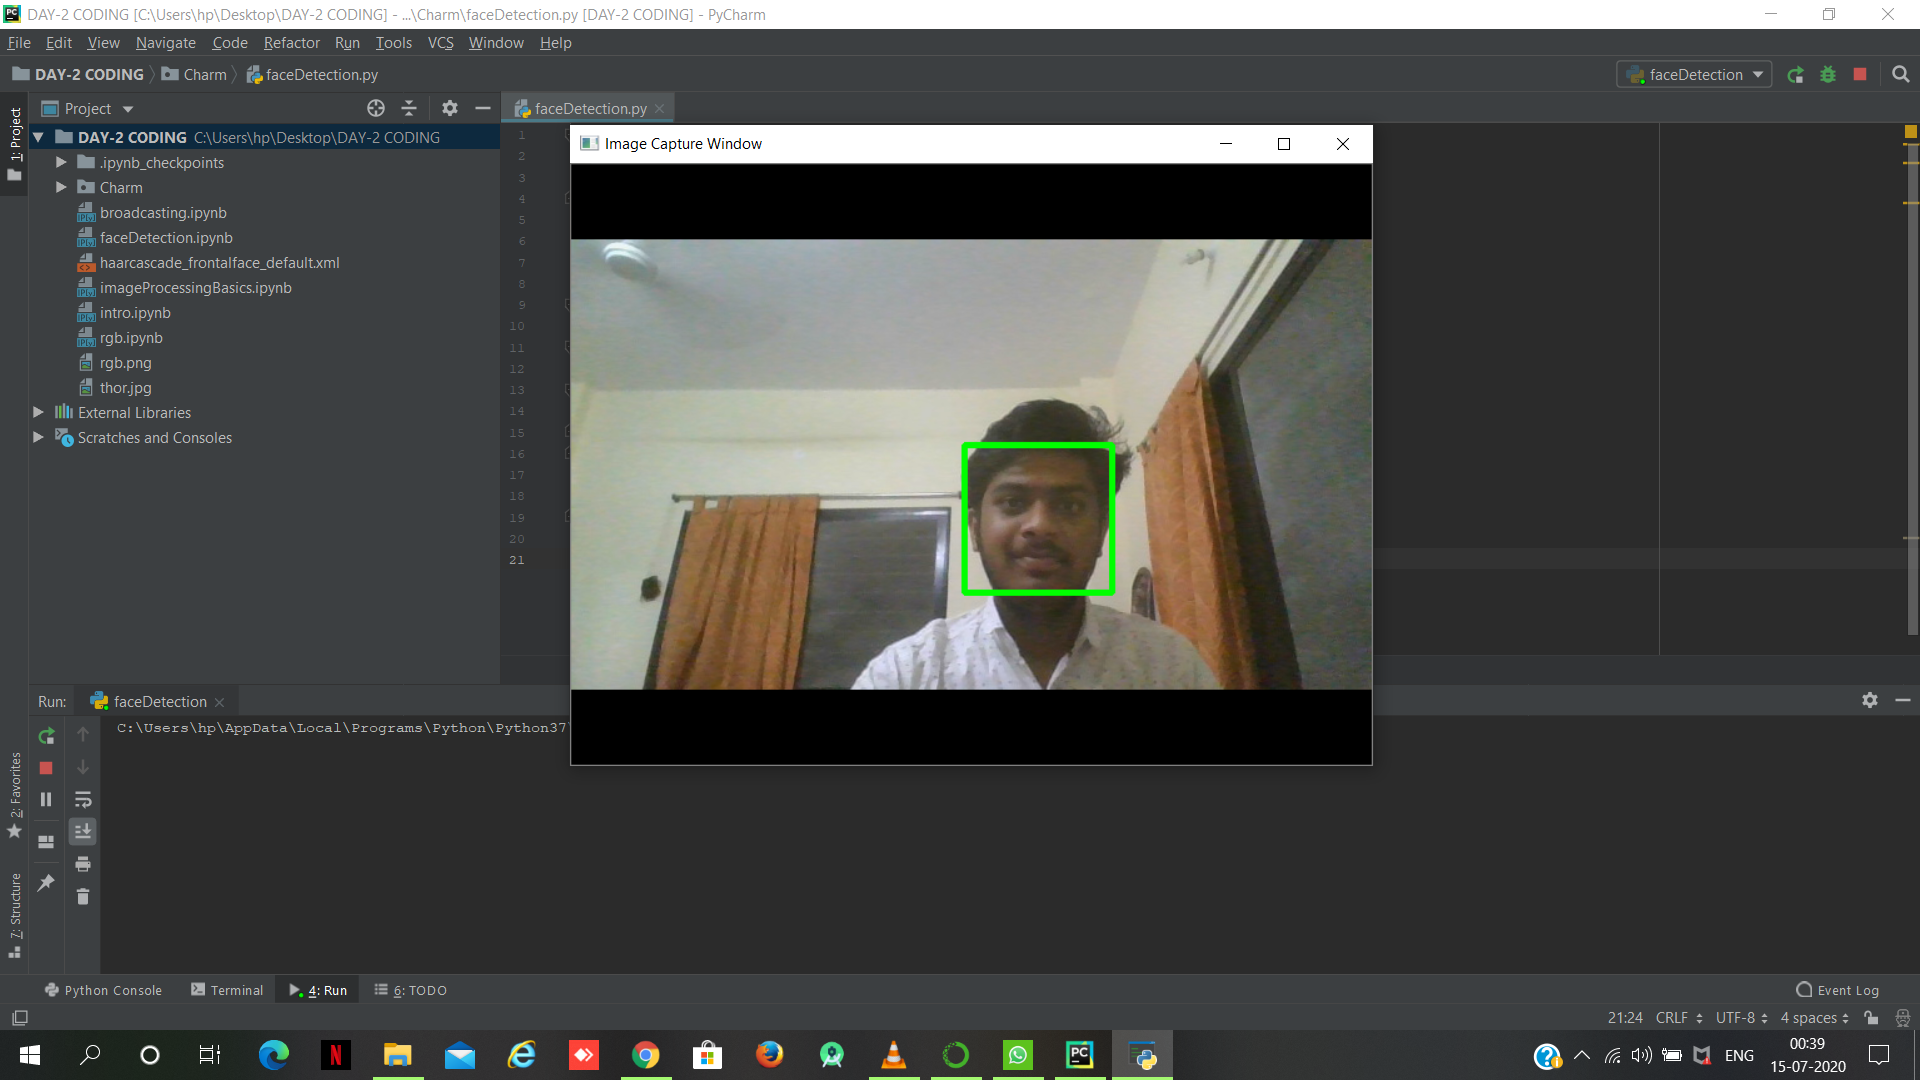 DAY-2 CODING [C:\Users\hp\Desktop\DAY-2 CODING] - ...\Charm\faceDetection.py [DAY-2 CODING] - PyCharm
File Edit View Navigate Code Refactor Run Tools VCS Window Help
DAY-2 CODING Charm faceDetection.py
faceDetection
1: Project
Project
DAY-2 CODING C:\Users\hp\Desktop\DAY-2 CODING
.ipynb_checkpoints
Charm
broadcasting.ipynb
faceDetection.ipynb
haarcascade_frontalface_default.xml
imageProcessingBasics.ipynb
intro.ipynb
rgb.ipynb
rgb.png
thor.jpg
External Libraries
Scratches and Consoles
faceDetection.py
1
2
3
4
5
6
7
8
9
10
11
12
13
14
15
16
17
18
19
20
21
Image Capture Window
Run: faceDetection
C:\Users\hp\AppData\Local\Programs\Python\Python37
2: Favorites
7: Structure
Python Console Terminal 4: Run 6: TODO
Event Log
21:24 CRLF UTF-8 4 spaces
ENG
00:39
15-07-2020